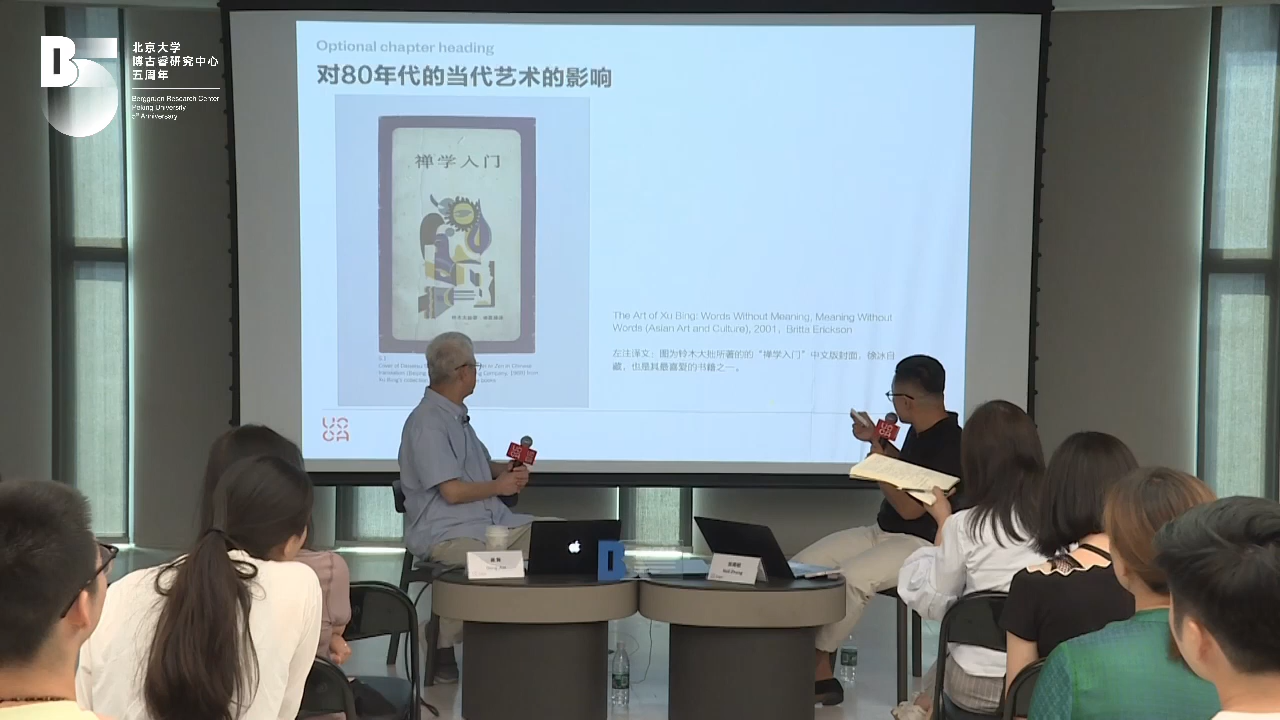 北京大学
博古睿研究中心
五周年
Berggruen Research Center
Peking University
5th Anniversary
Optional chapter heading
对80年代的当代艺术的影响
禅学入门
The Art of Xu Bing: Words Without Meaning, Meaning Without
Words (Asian Art and Culture), 2001, Britta Erickson
左注译文：图为铃木大拙所著的的“禅学入门”中文版封面，徐冰自
藏，也是其最喜爱的书籍之一。
UC
CA